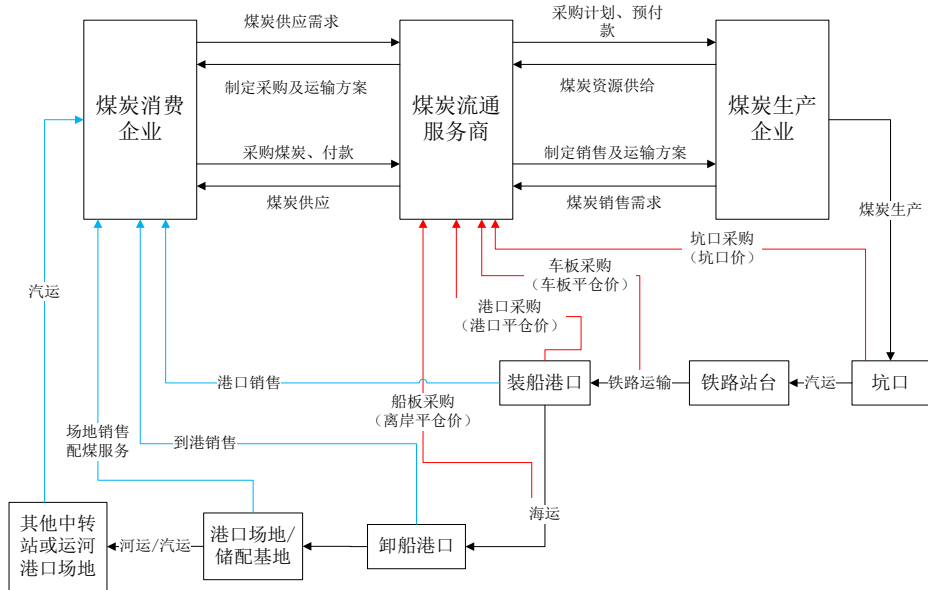 煤炭供应需求
采购计划、预付
款
制定采购及运输方案
煤炭资源供给
煤炭消费
企业
煤炭流通
服务商
煤炭生产
企业
采购煤炭、付款
制定销售及运输方案
煤炭供应
煤炭销售需求
煤炭生产
坑口采购
（坑口价）
车板采购
（车板平仓价）
汽运
港口采购
（港口平仓价）
港口销售
装船港口
铁路运输
铁路站台
汽运
坑口
船板采购
（离岸平仓价）
场地销售
配煤服务
到港销售
海运
其他中转
站或运河
港口场地
河运/汽运
港口场地/
储配基地
卸船港口